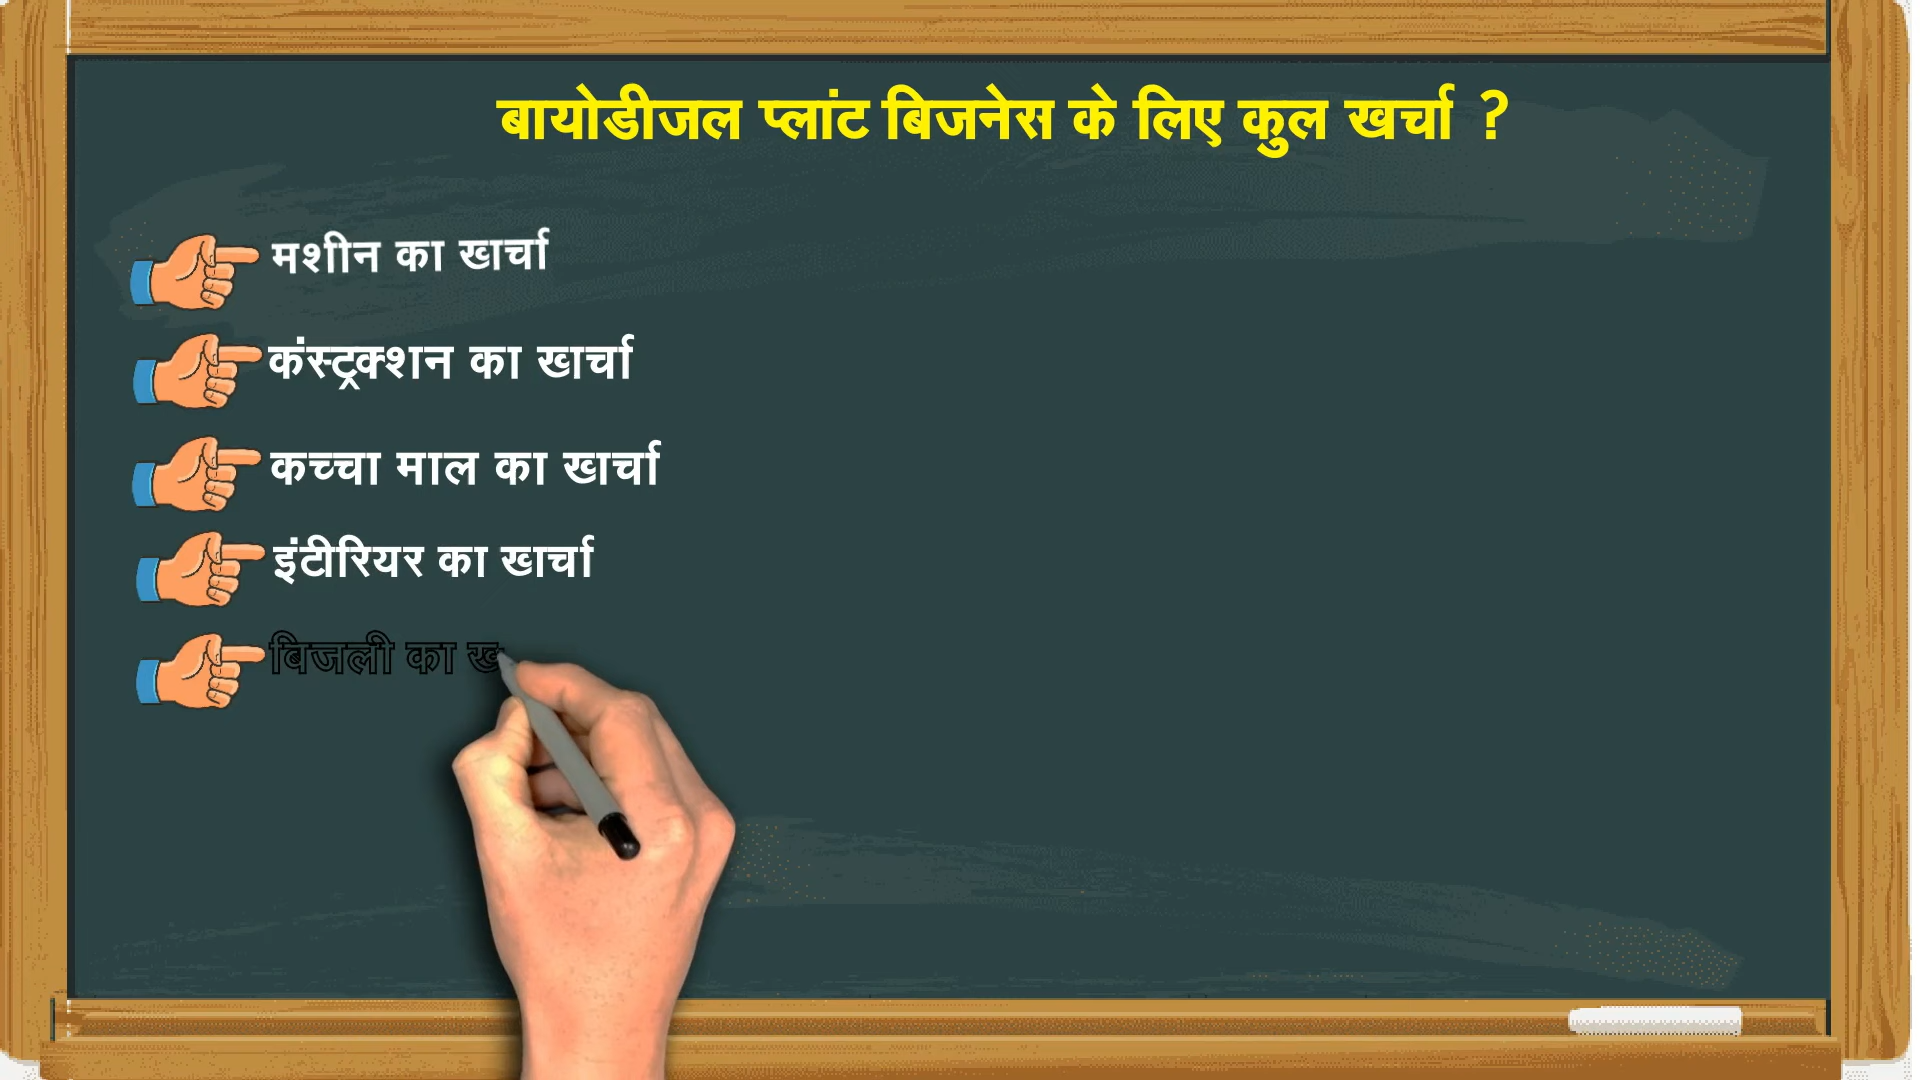 बायोडीजल प्लांट बिजनेस के लिए कुल खर्चा ?
मशीन का खार्चा
कंस्ट्रक्शन का खार्चा
कच्चा माल का खार्चा
इंटीरियर का खार्चा
बिजली का ख